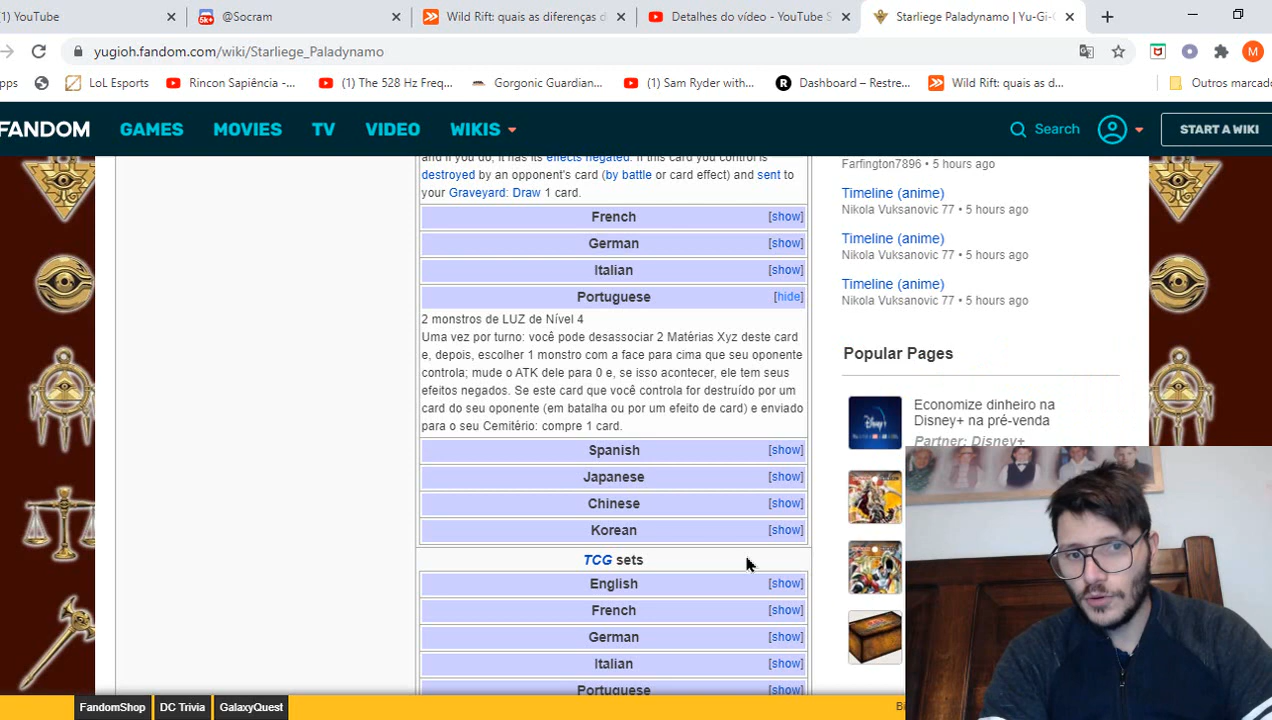 (1) YouTube
5k+
@Socram
Wild Rift: quais as diferenças d
Detalhes do vídeo - YouTube S
Starliege Paladynamo | Yu-Gi-O
yugioh.fandom.com/wiki/Starliege_Paladynamo
M
pps
LoL Esports
Rincon Sapiência -...
(1) The 528 Hz Freq...
Gorgonic Guardian...
(1) Sam Ryder with...
R
Dashboard – Restre...
Wild Rift: quais as d...
Outros marcado
FANDOM
GAMES
MOVIES
TV
VIDEO
WIKIS
Search
START A WIKI
and if you do, it has its effects negated. If this card you control is
destroyed by an opponent's card (by battle or card effect) and sent to
your Graveyard: Draw 1 card.
French [show]
German [show]
Italian [show]
Portuguese [hide]
2 monstros de LUZ de Nível 4
Uma vez por turno: você pode desassociar 2 Matérias Xyz deste card
e, depois, escolher 1 monstro com a face para cima que seu oponente
controla; mude o ATK dele para 0 e, se isso acontecer, ele tem seus
efeitos negados. Se este card que você controla for destruído por um
card do seu oponente (em batalha ou por um efeito de card) e enviado
para o seu Cemitério: compre 1 card.
Spanish [show]
Japanese [show]
Chinese [show]
Korean [show]
TCG sets
English [show]
French [show]
German [show]
Italian [show]
Portuguese [show]
Farfington7896 • 5 hours ago
Timeline (anime)
Nikola Vuksanovic 77 • 5 hours ago
Timeline (anime)
Nikola Vuksanovic 77 • 5 hours ago
Timeline (anime)
Nikola Vuksanovic 77 • 5 hours ago
Popular Pages
Disney+
Economize dinheiro na
Disney+ na pré-venda
Partner: Disney+
FandomShop
DC Trivia
GalaxyQuest
Bi